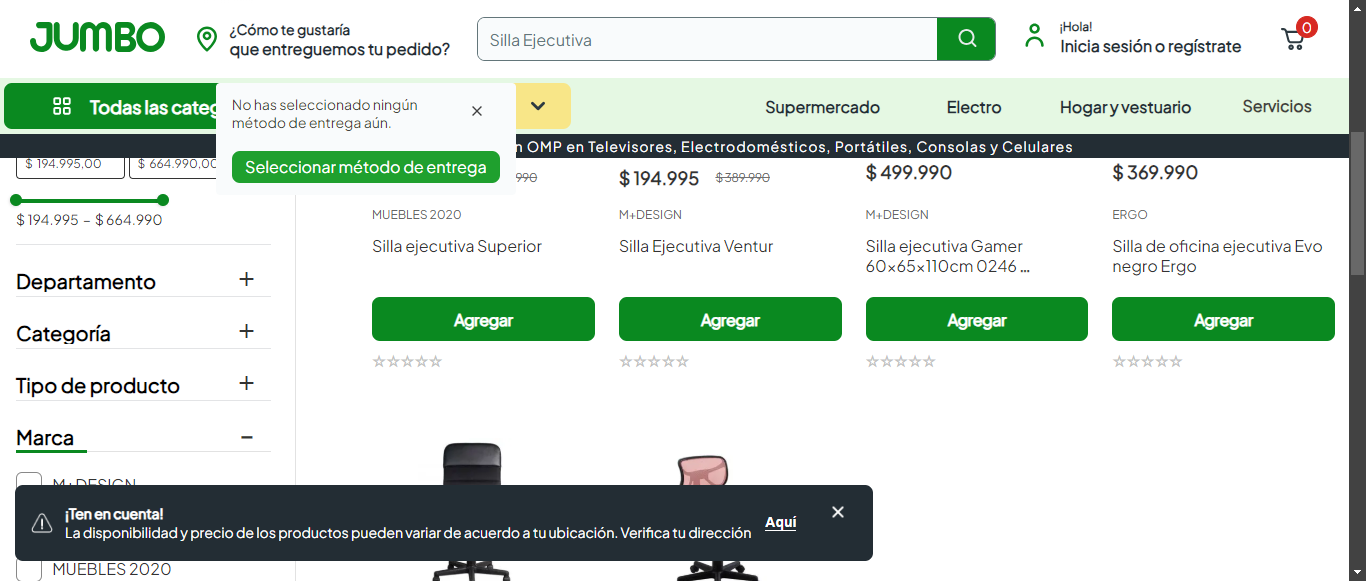 JUMBO
¿Cómo te gustaría
que entreguemos tu pedido?
Silla Ejecutiva
¡Hola!
Inicia sesión o regístrate
0
Todas las categ
No has seleccionado ningún
método de entrega aún.
Seleccionar método de entrega
Supermercado
Electro
Hogar y vestuario
Servicios
n OMP en Televisores, Electrodomésticos, Portátiles, Consolas y Celulares
$ 194.995,00
$ 664.990,00
$ 194.995 – $ 664.990
Departamento
Categoría
Tipo de producto
Marca
M+DESIGN
MUEBLES 2020
990
MUEBLES 2020
Silla ejecutiva Superior
Agregar
$ 194.995 $389.990
M+DESIGN
Silla Ejecutiva Ventur
Agregar
$ 499.990
M+DESIGN
Silla ejecutiva Gamer
60x65x110cm 0246 ...
Agregar
$ 369.990
ERGO
Silla de oficina ejecutiva Evo
negro Ergo
Agregar
¡Ten en cuenta!
La disponibilidad y precio de los productos pueden variar de acuerdo a tu ubicación. Verifica tu dirección
Aquí